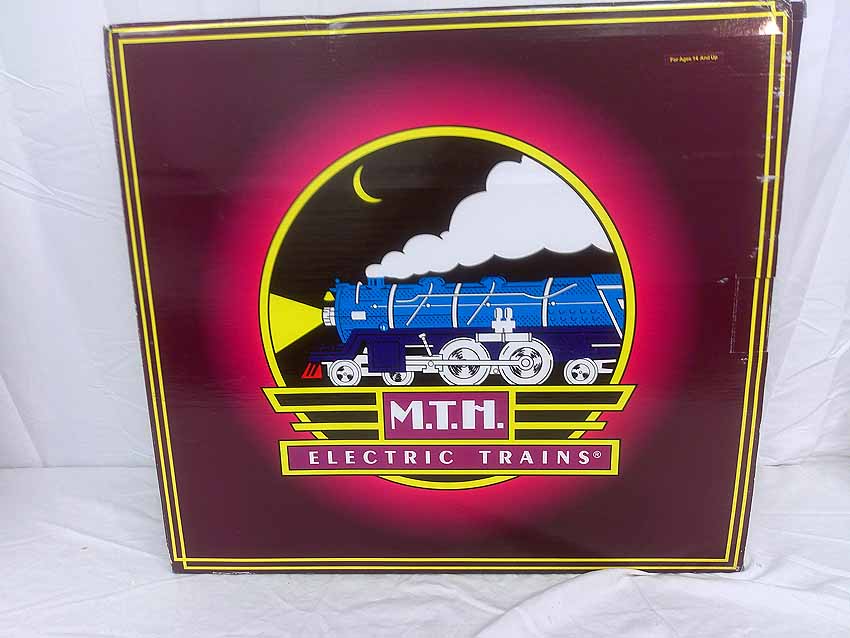 For Ages 14 And Up
M.T.H.
ELECTRIC TRAINS®